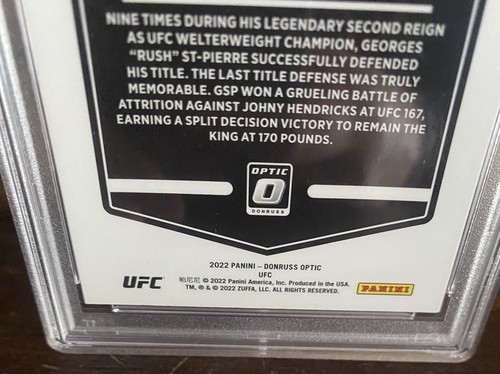 NINE TIMES DURING HIS LEGENDARY SECOND REIGN
AS UFC WELTERWEIGHT CHAMPION, GEORGES
"RUSH" ST-PIERRE SUCCESSFULLY DEFENDED
HIS TITLE. THE LAST TITLE DEFENSE WAS TRULY
MEMORABLE. GSP WON A GRUELING BATTLE OF
ATTRITION AGAINST JOHNY HENDRICKS AT UFC 167,
EARNING A SPLIT DECISION VICTORY TO REMAIN THE
KING AT 170 POUNDS.
OPTIC
O
DONRUSS
2022 PANINI – DONRUSS OPTIC
UFC
UFC
帕尼尼 © 2022 Panini America, Inc. Produced in the USA.
TM, ® & © 2022 ZUFFA, LLC. ALL RIGHTS RESERVED.
PANINI